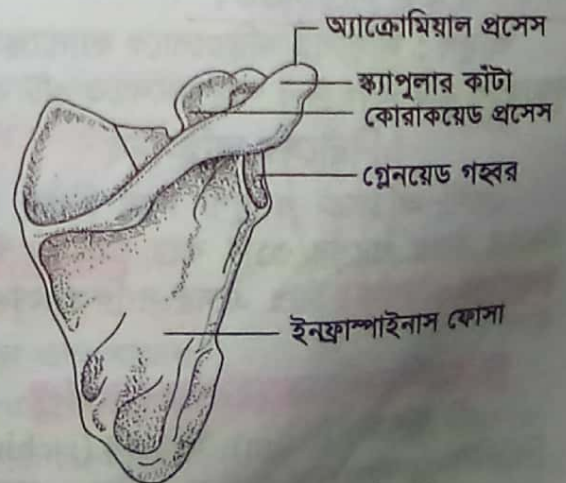 অ্যাক্রোমিয়াল প্রসেস
স্ক্যাপুলার কাঁটা
কোরাকয়েড প্রসেস
গ্লেনয়েড গহ্বর
ইনফ্রাস্পাইনাস ফোসা